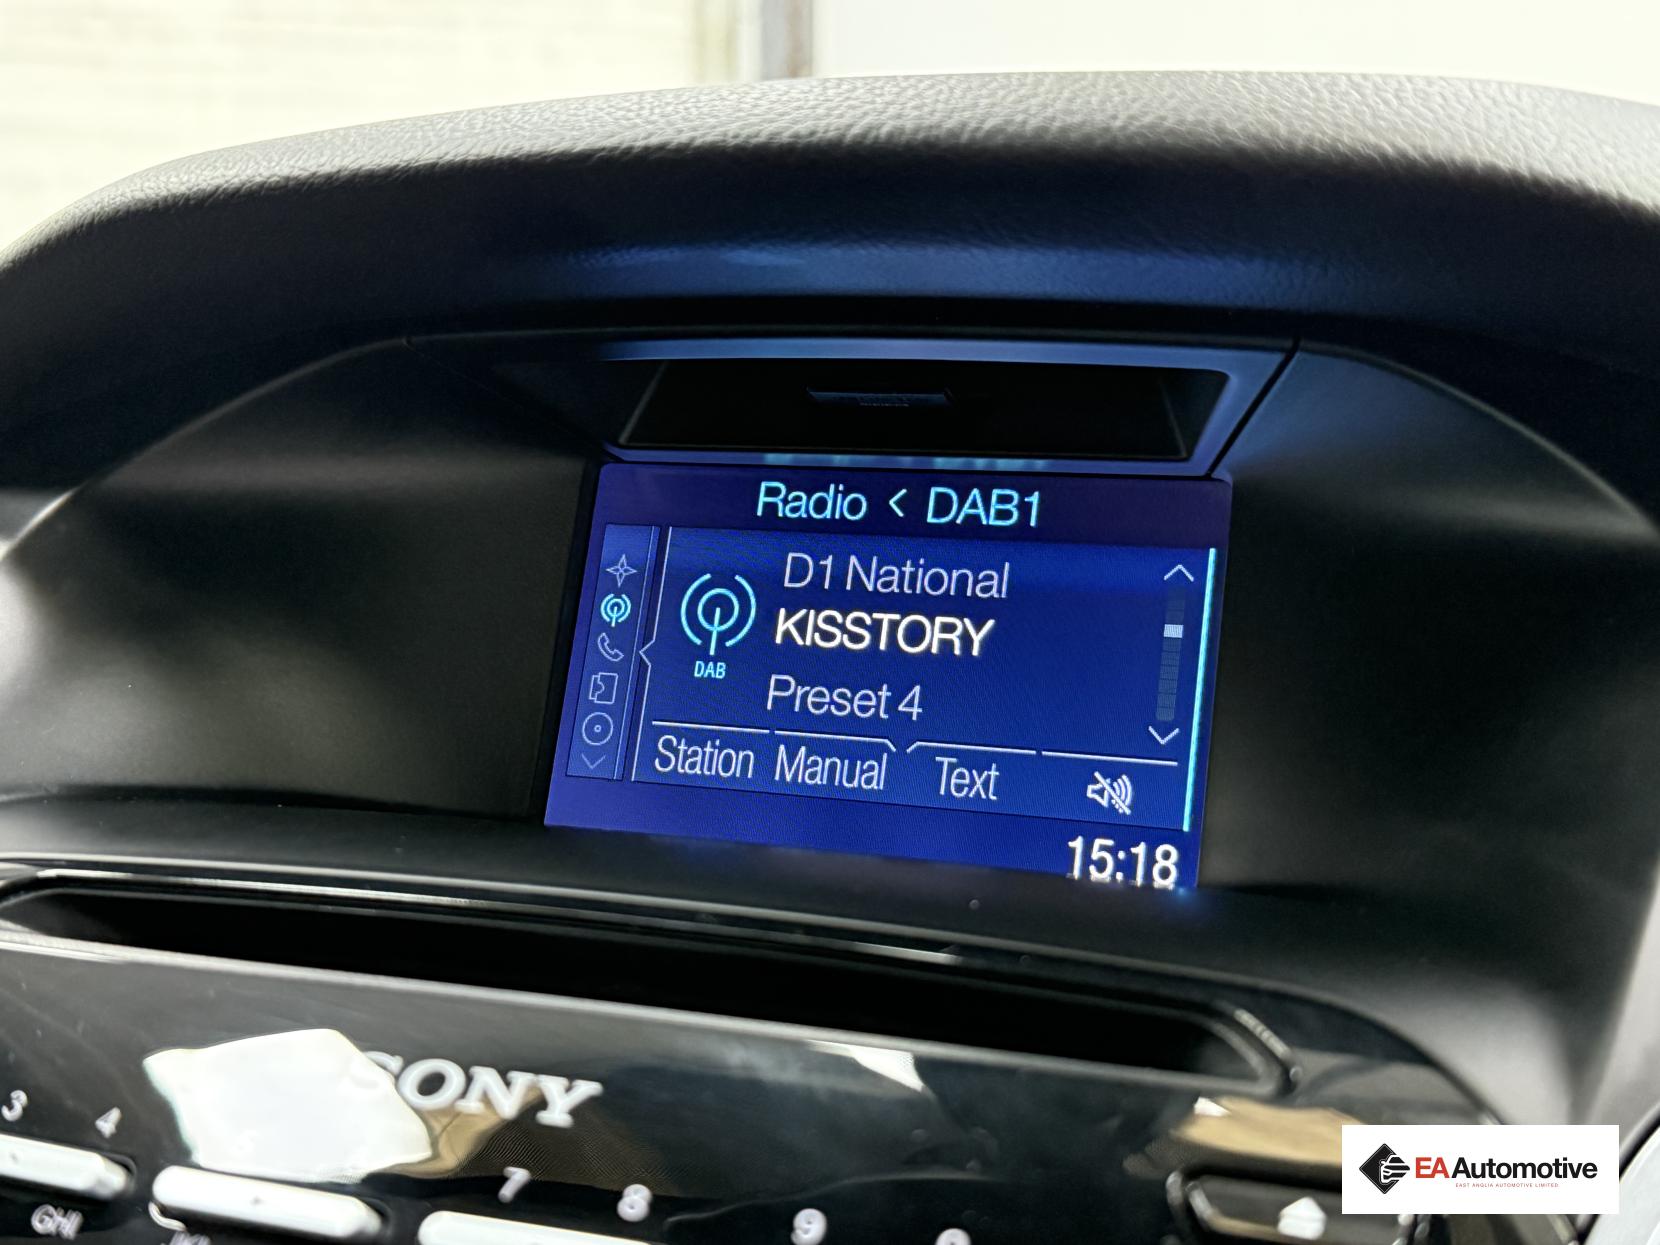 Radio < DAB1
D1 National
KISSTORY
DAB
Preset 4
Station Manual Text
15:18
SONY
3 4
7 8 9
GHI
EA Automotive
EAST ANGLIA AUTOMOTIVE LIMITED